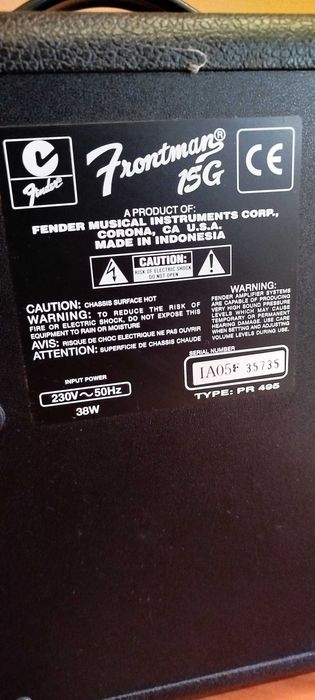 Fender
Frontman®
15G
CE
A PRODUCT OF:
FENDER MUSICAL INSTRUMENTS CORP.,
CORONA, CA U.S.A.
MADE IN INDONESIA
CAUTION:
RISK OF ELECTRIC SHOCK
DO NOT OPEN
CAUTION: CHASSIS SURFACE HOT
WARNING: TO REDUCE THE RISK OF
FIRE OR ELECTRIC SHOCK, DO NOT EXPOSE THIS
EQUIPMENT TO RAIN OR MOISTURE
AVIS: RISQUE DE CHOC ELECTRIQUE NE PAS OUVRIR
ATTENTION: SUPERFICIE DE CHASSIS CHAUDE
WARNING:
FENDER AMPLIFIER SYSTEMS
ARE CAPABLE OF PRODUCING
VERY HIGH SOUND PRESSURE
LEVELS WHICH MAY CAUSE
TEMPORARY OR PERMANENT
HEARING DAMAGE. USE CARE
WHEN SETTING AND ADJUSTING
VOLUME LEVELS DURING USE.
INPUT POWER
230V~50Hz
38W
SERIAL NUMBER
IA05F 35735
TYPE: PR 495